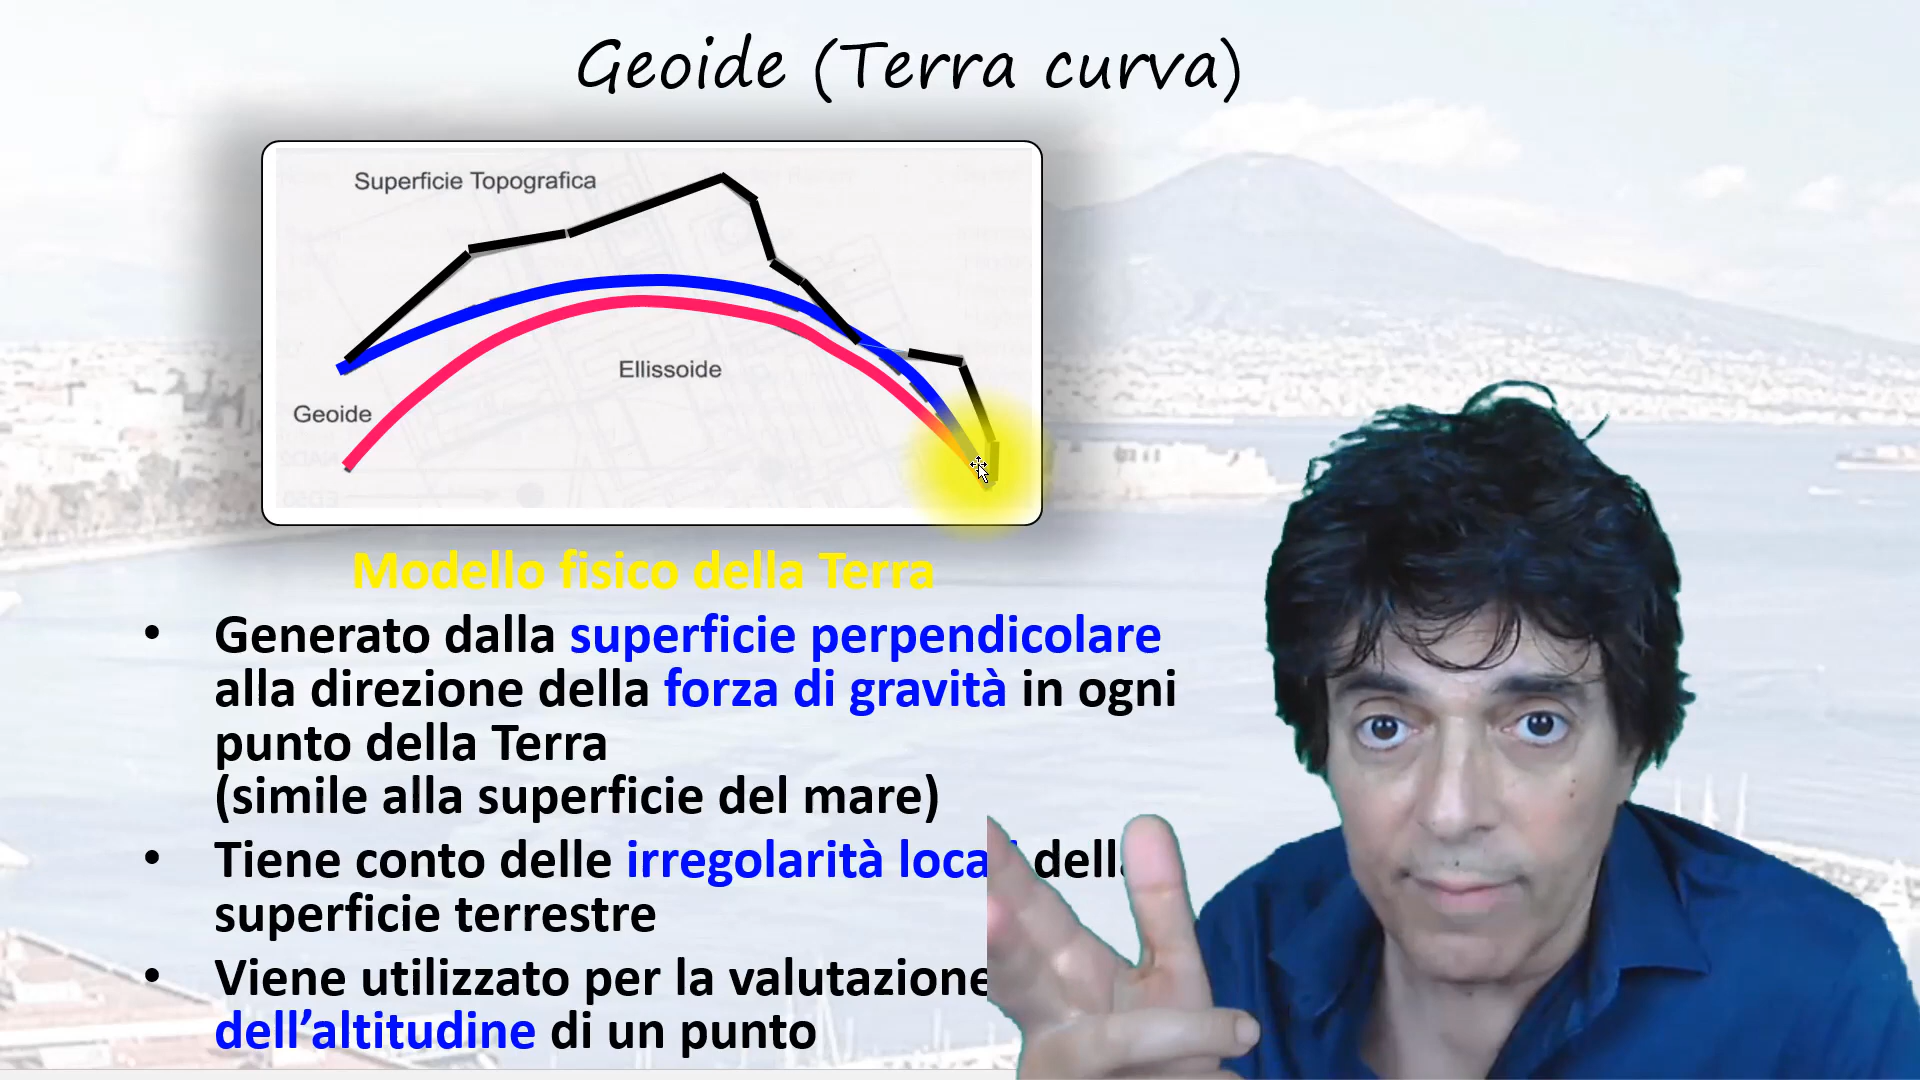 Geoide (Terra curva)
Superficie Topografica
Ellissoide
Geoide
Modello fisico della Terra
• Generato dalla superficie perpendicolare
alla direzione della forza di gravità in ogni
punto della Terra
(simile alla superficie del mare)
• Tiene conto delle irregolarità
superficie terrestre
• Viene utilizzato per la valutazione
dell’altitudine di un punto